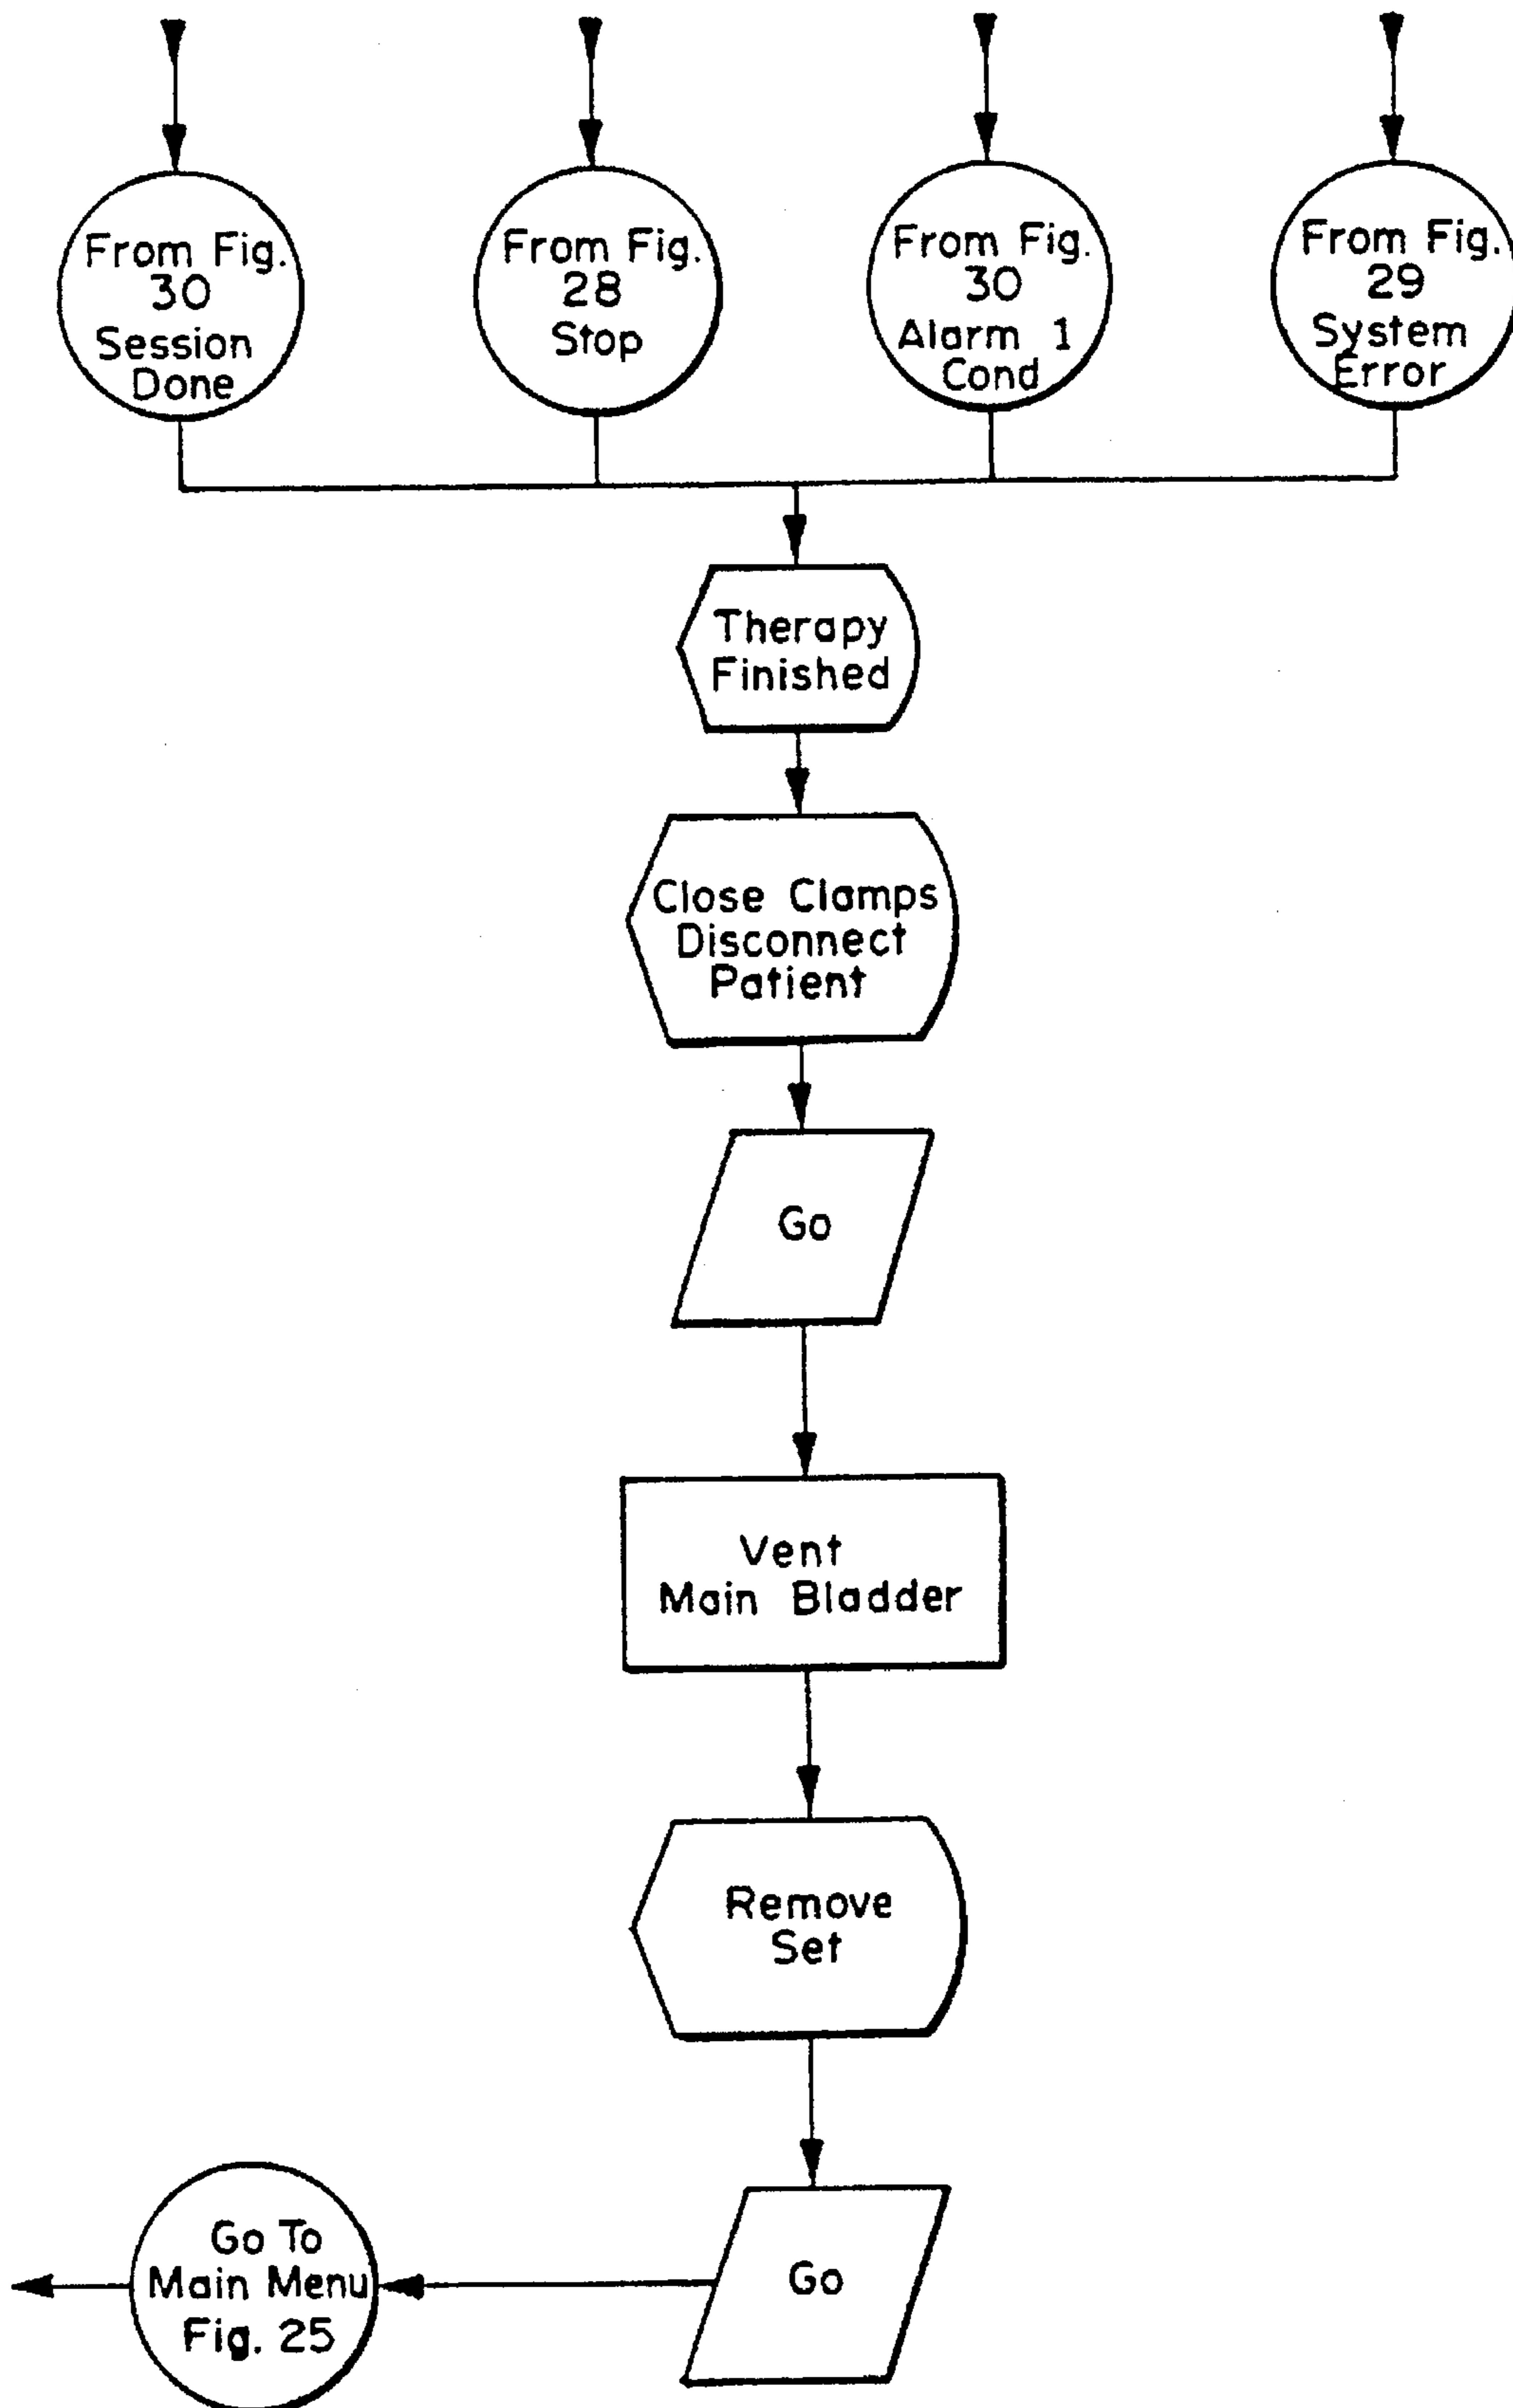 From Fig.
30
Session
Done
From Fig.
28
Stop
From Fig.
30
Alarm 1
Cond
From Fig.
29
System
Error
Therapy
Finished
Close Clamps
Disconnect
Patient
Go
Vent
Main Bladder
Remove
Set
Go
Go To
Main Menu
Fig. 25